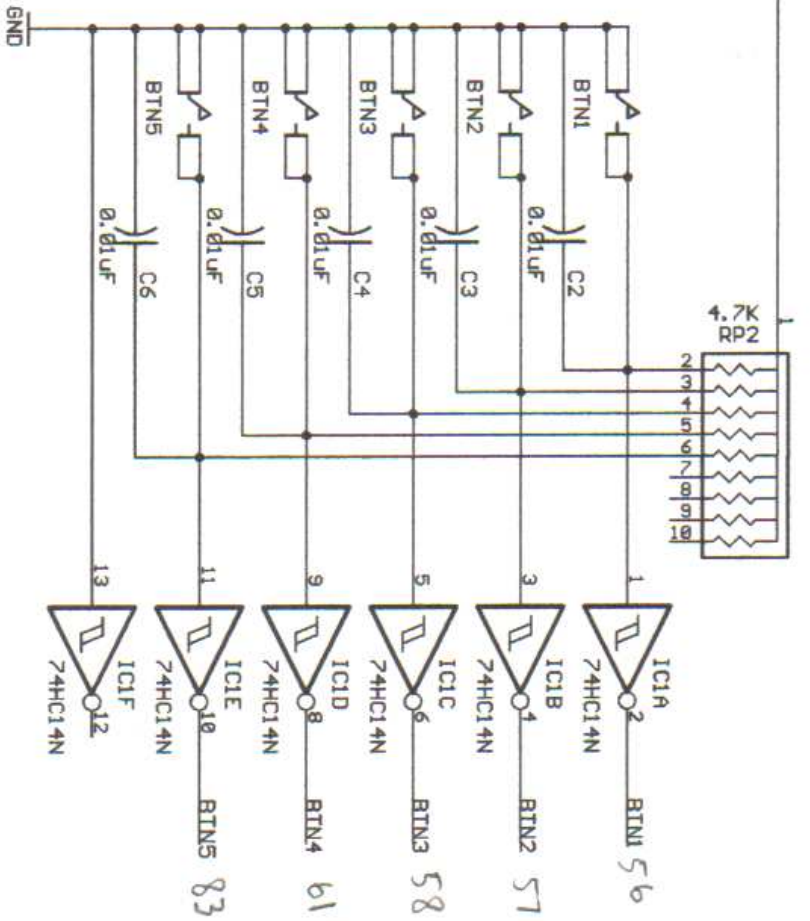 GND
BTN5
BTN4
BTN3
BTN2
BTN1
0.01uF
C6
0.01uF
C5
0.01uF
C4
0.01uF
C3
0.01uF
C2
1
4.7K
RP2
2
3
4
5
6
7
8
9
10
13
11
9
5
3
1
IC1F
74HC14N
12
IC1E
74HC14N
10
IC1D
74HC14N
8
IC1C
74HC14N
6
IC1B
74HC14N
4
IC1A
74HC14N
2
BTN5 83
BTN4 61
BTN3 58
BTN2 57
BTN1 56